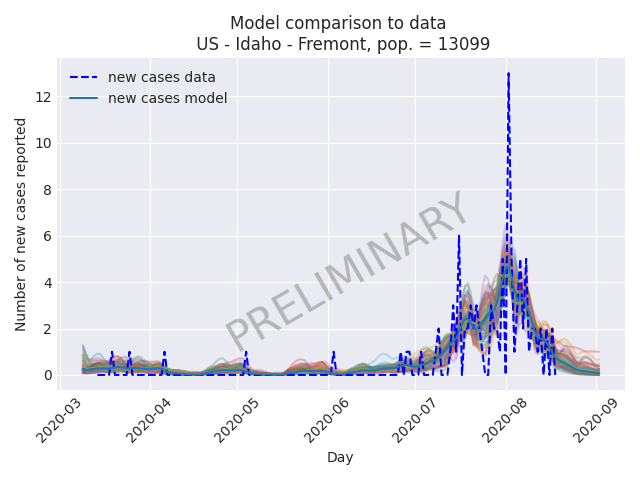 Model comparison to data
US - Idaho - Fremont, pop. = 13099
new cases data
new cases model
Number of new cases reported
12
10
8
6
4
2
0
PRELIMINARY
2020-03
2020-04
2020-05
2020-06
2020-07
2020-08
2020-09
Day